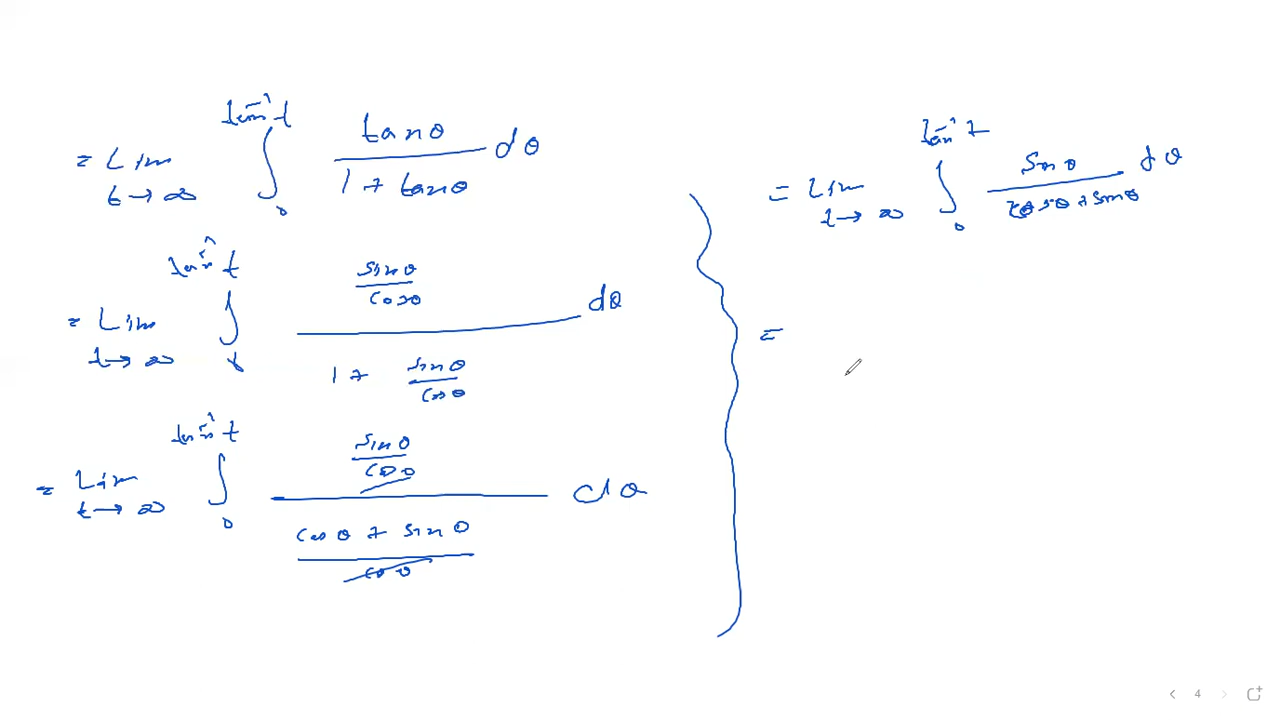 = Lim t→∞ ∫₀^(tan⁻¹ t) tanθ / (1 + tanθ) dθ
= Lim t→∞ ∫₀^(tan⁻¹ t) (sinθ / cosθ) / (1 + sinθ / cosθ) dθ
= Lim t→∞ ∫₀^(tan⁻¹ t) (sinθ / cosθ) / ((cosθ + sinθ) / cosθ) dθ
= Lim t→∞ ∫₀^(tan⁻¹ t) sinθ / (cosθ + sinθ) dθ
=
4